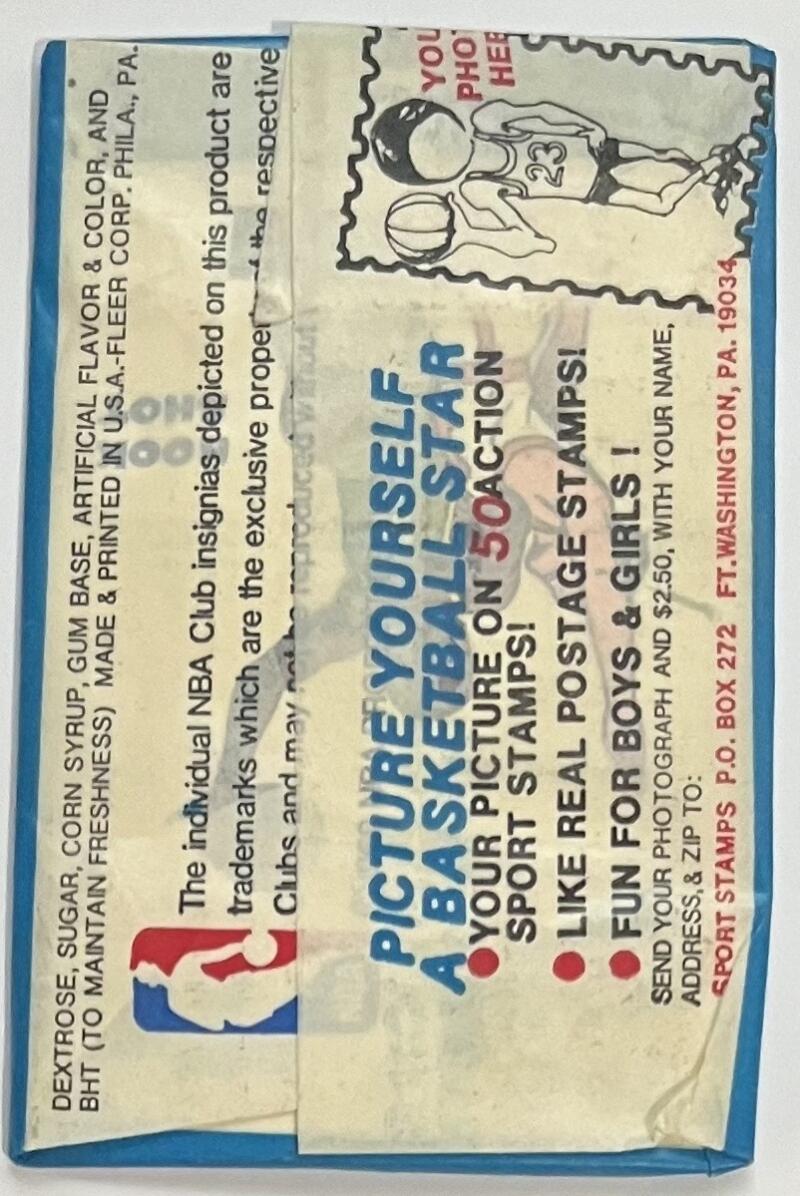 DEXTROSE, SUGAR, CORN SYRUP, GUM BASE, ARTIFICIAL FLAVOR & COLOR, AND
BHT (TO MAINTAIN FRESHNESS) MADE & PRINTED IN U.S.A.-FLEER CORP. PHILA., PA.
The individual NBA Club insignias depicted on this product are
trademarks which are the exclusive property of the respective
Clubs and may not be reproduced without
YOU
PHOT
HER
23
PICTURE YOURSELF
A BASKETBALL STAR
YOUR PICTURE ON 50 ACTION
SPORT STAMPS!
LIKE REAL POSTAGE STAMPS!
FUN FOR BOYS & GIRLS !
SEND YOUR PHOTOGRAPH AND $2.50, WITH YOUR NAME,
ADDRESS, & ZIP TO:
SPORT STAMPS P.O. BOX 272 FT. WASHINGTON, PA. 19034